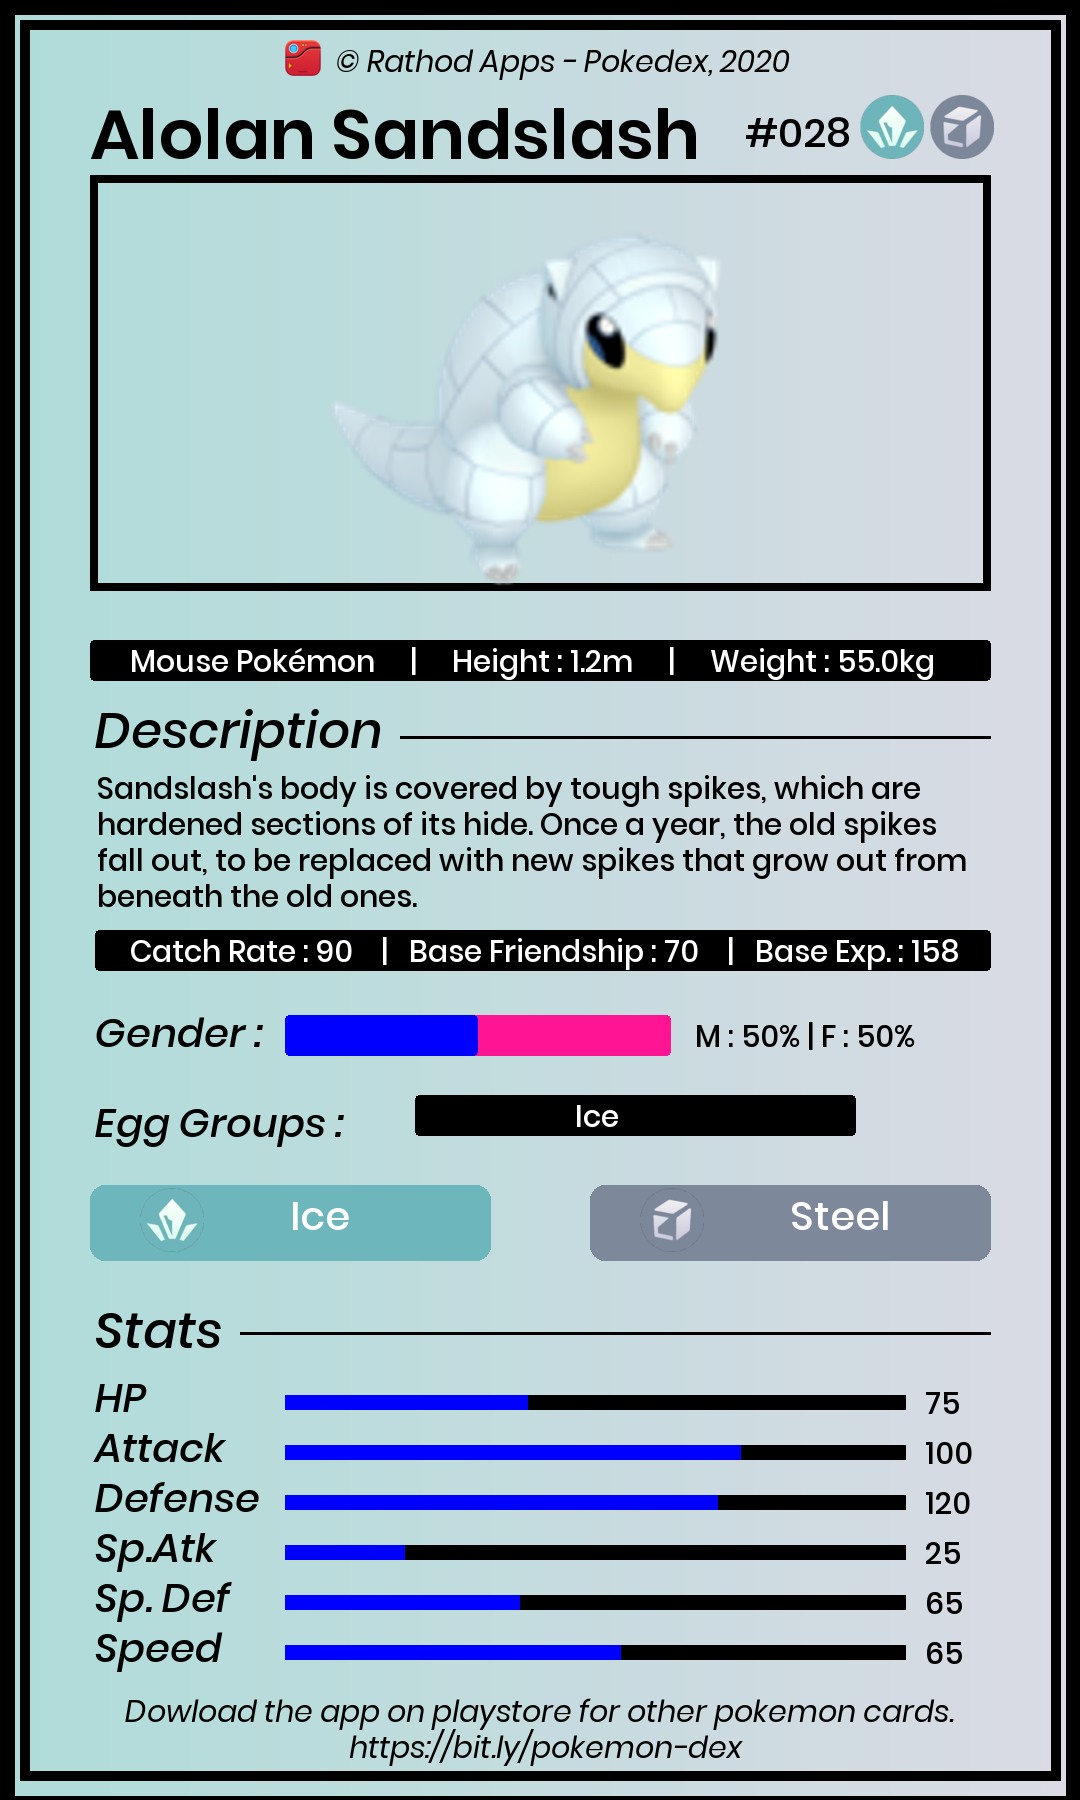 © Rathod Apps - Pokedex, 2020
Alolan Sandslash #028
Mouse Pokémon | Height : 1.2m | Weight : 55.0kg
Description
Sandslash's body is covered by tough spikes, which are
hardened sections of its hide. Once a year, the old spikes
fall out, to be replaced with new spikes that grow out from
beneath the old ones.
Catch Rate : 90 | Base Friendship : 70 | Base Exp. : 158
Gender : M : 50% | F : 50%
Egg Groups : Ice
Ice Steel
Stats
HP 75
Attack 100
Defense 120
Sp.Atk 25
Sp. Def 65
Speed 65
Dowload the app on playstore for other pokemon cards.
https://bit.ly/pokemon-dex